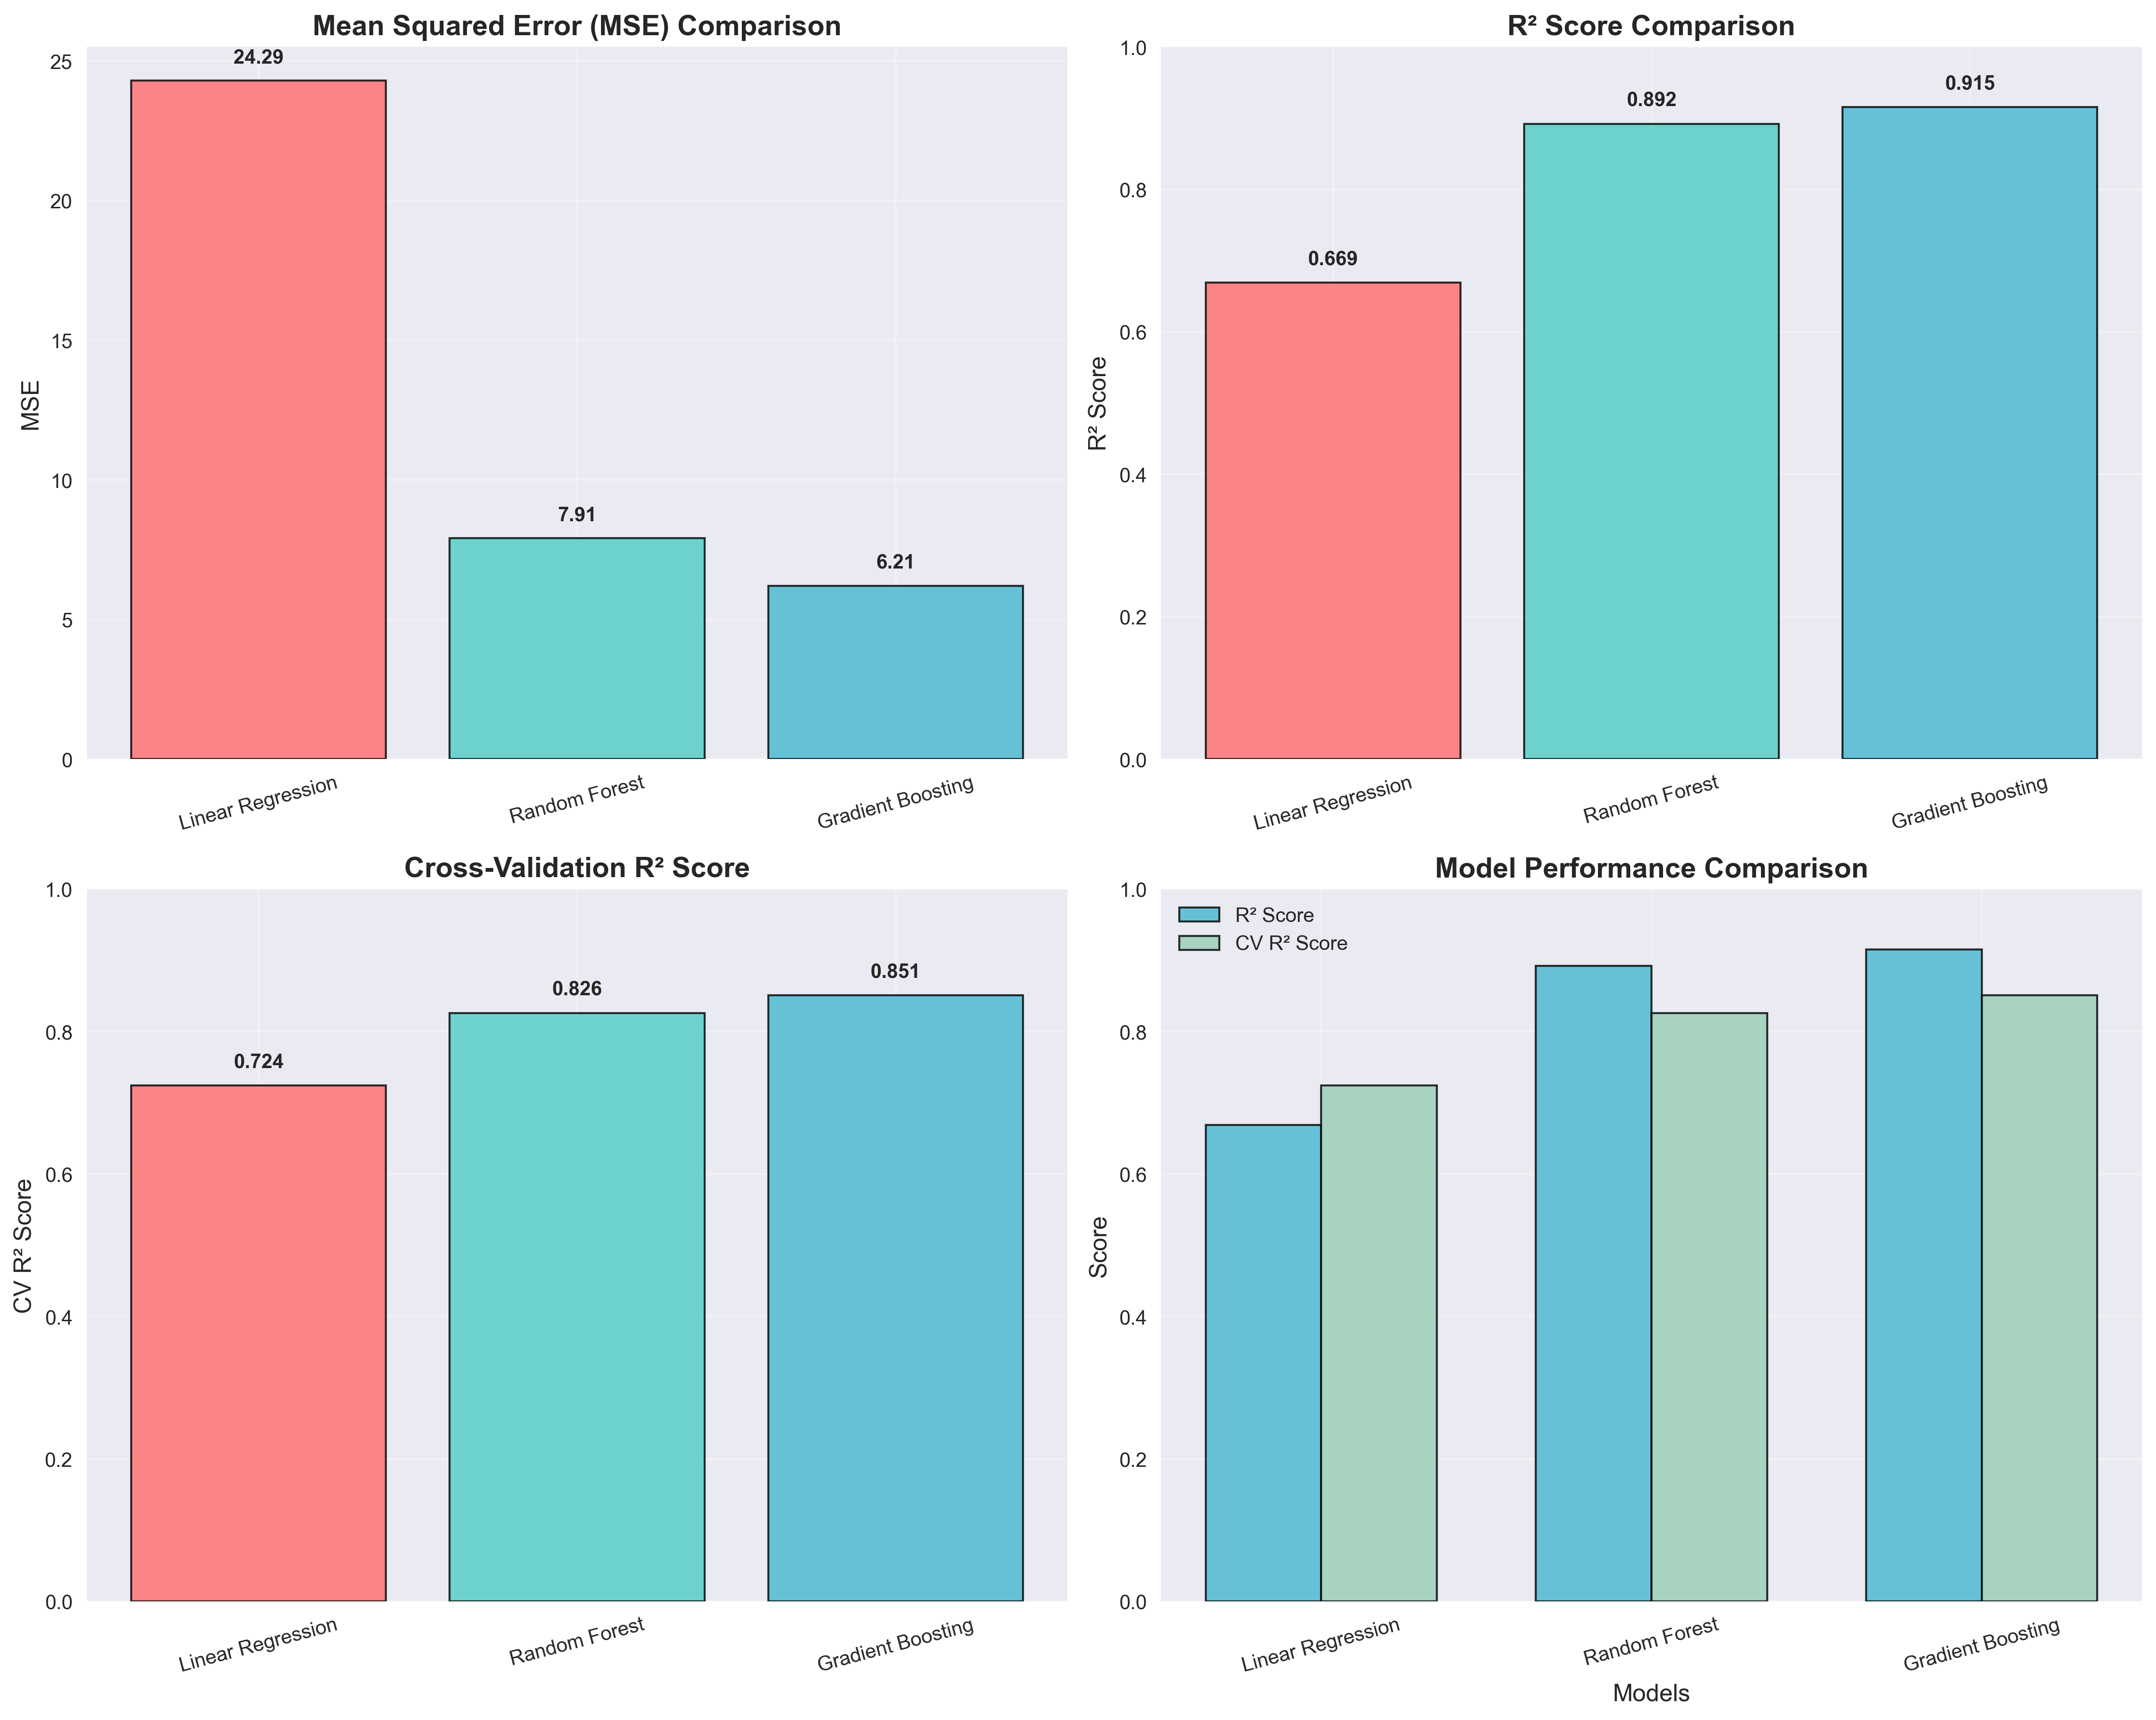 Mean Squared Error (MSE) Comparison
MSE
25
20
15
10
5
0
24.29
7.91
6.21
Linear Regression
Random Forest
Gradient Boosting
R² Score Comparison
R² Score
1.0
0.8
0.6
0.4
0.2
0.0
0.669
0.892
0.915
Linear Regression
Random Forest
Gradient Boosting
Cross-Validation R² Score
CV R² Score
1.0
0.8
0.6
0.4
0.2
0.0
0.724
0.826
0.851
Linear Regression
Random Forest
Gradient Boosting
Model Performance Comparison
Score
1.0
0.8
0.6
0.4
0.2
0.0
R² Score
CV R² Score
Linear Regression
Random Forest
Gradient Boosting
Models